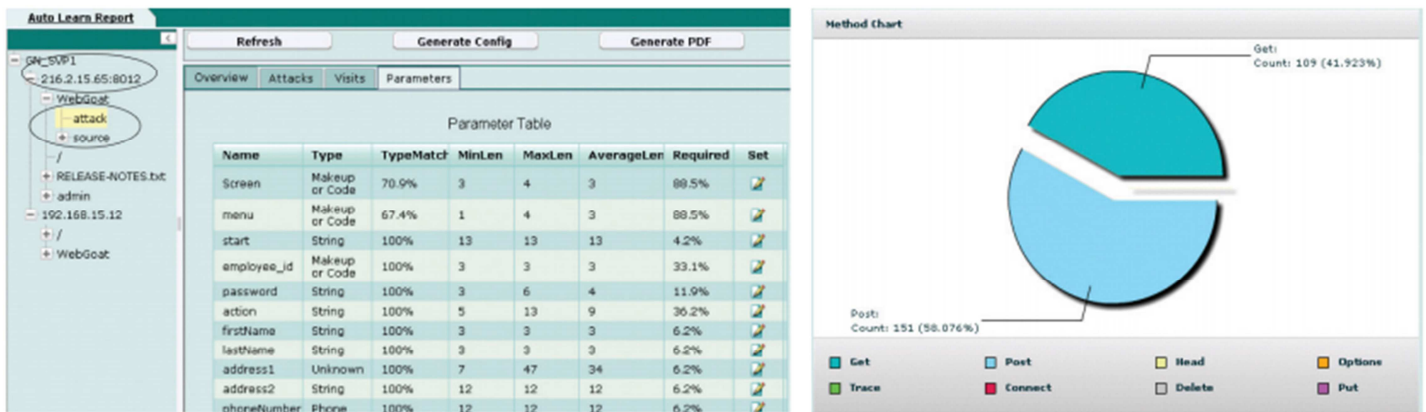 Auto Learn Report
GN_SVP1
216.2.15.65:8012
WebGoat
attack
source
/
RELEASE-NOTES.txt
admin
192.168.15.12
/
WebGoat
Refresh Generate Config Generate PDF
Overview Attacks Visits Parameters
Parameter Table
Name Type TypeMatch MinLen MaxLen AverageLen Required Set
Screen Makeup or Code 70.9% 3 4 3 88.5%
menu Makeup or Code 67.4% 1 4 3 88.5%
start String 100% 13 13 13 4.2%
employee_id Makeup or Code 100% 3 3 3 33.1%
password String 100% 3 6 4 11.9%
action String 100% 5 13 9 36.2%
firstName String 100% 3 3 3 6.2%
lastName String 100% 3 3 3 6.2%
address1 Unknown 100% 7 47 34 6.2%
address2 String 100% 12 12 12 6.2%
phoneNumber Phone 100% 12 12 12 6.2%
Method Chart
Get:
Count: 109 (41.923%)
Post:
Count: 151 (58.076%)
Get Post Head Options
Trace Connect Delete Put